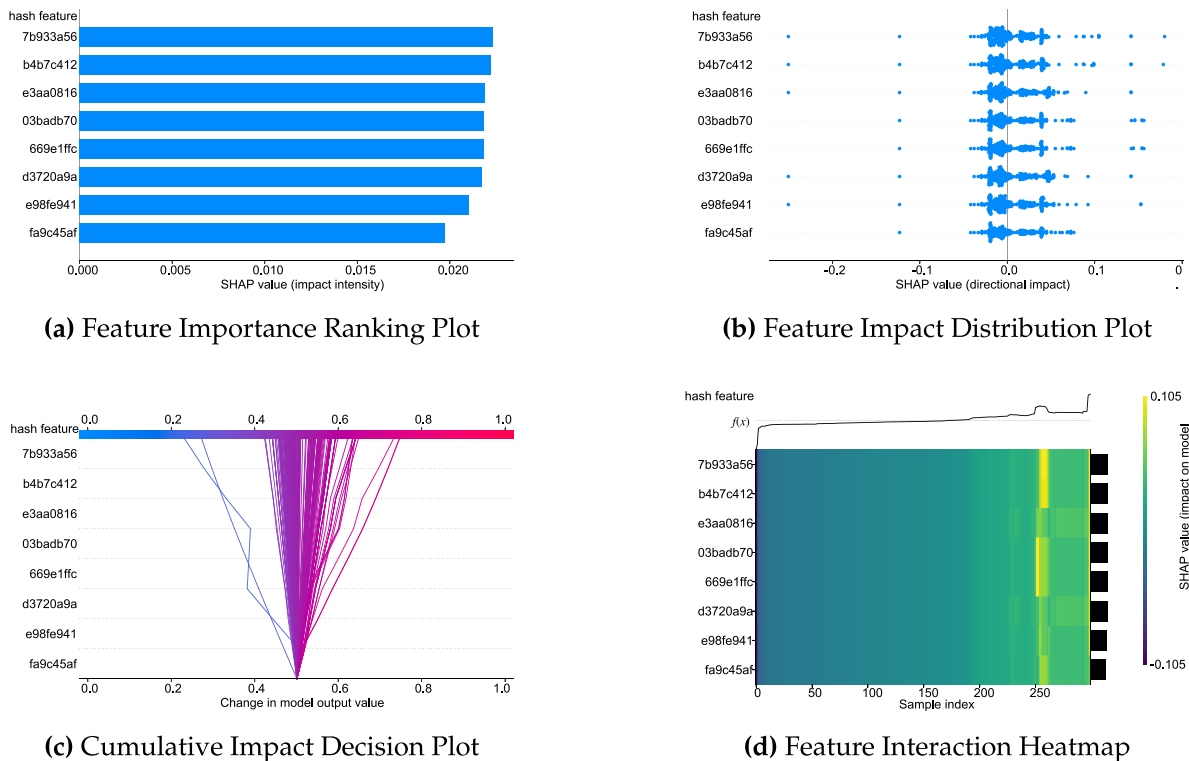 hash feature
7b933a56
b4b7c412
e3aa0816
03badb70
669e1ffc
d3720a9a
e98fe941
fa9c45af
0.000 0.005 0.010 0.015 0.020
SHAP value (impact intensity)
(a) Feature Importance Ranking Plot
hash feature
7b933a56
b4b7c412
e3aa0816
03badb70
669e1ffc
d3720a9a
e98fe941
fa9c45af
-0.2 -0.1 0.0 0.1 0
SHAP value (directional impact)
(b) Feature Impact Distribution Plot
0.0 0.2 0.4 0.5 0.6 0.8 1.0
hash feature
7b933a56
b4b7c412
e3aa0816
03badb70
669e1ffc
d3720a9a
e98fe941
fa9c45af
0.0 0.2 0.4 0.5 0.6 0.8 1.0
Change in model output value
(c) Cumulative Impact Decision Plot
hash feature
f(x)
7b933a56
b4b7c412
e3aa0816
03badb70
669e1ffc
d3720a9a
e98fe941
fa9c45af
0 50 100 150 200 250
Sample index
0.105
SHAP value (impact on model
-0.105
(d) Feature Interaction Heatmap